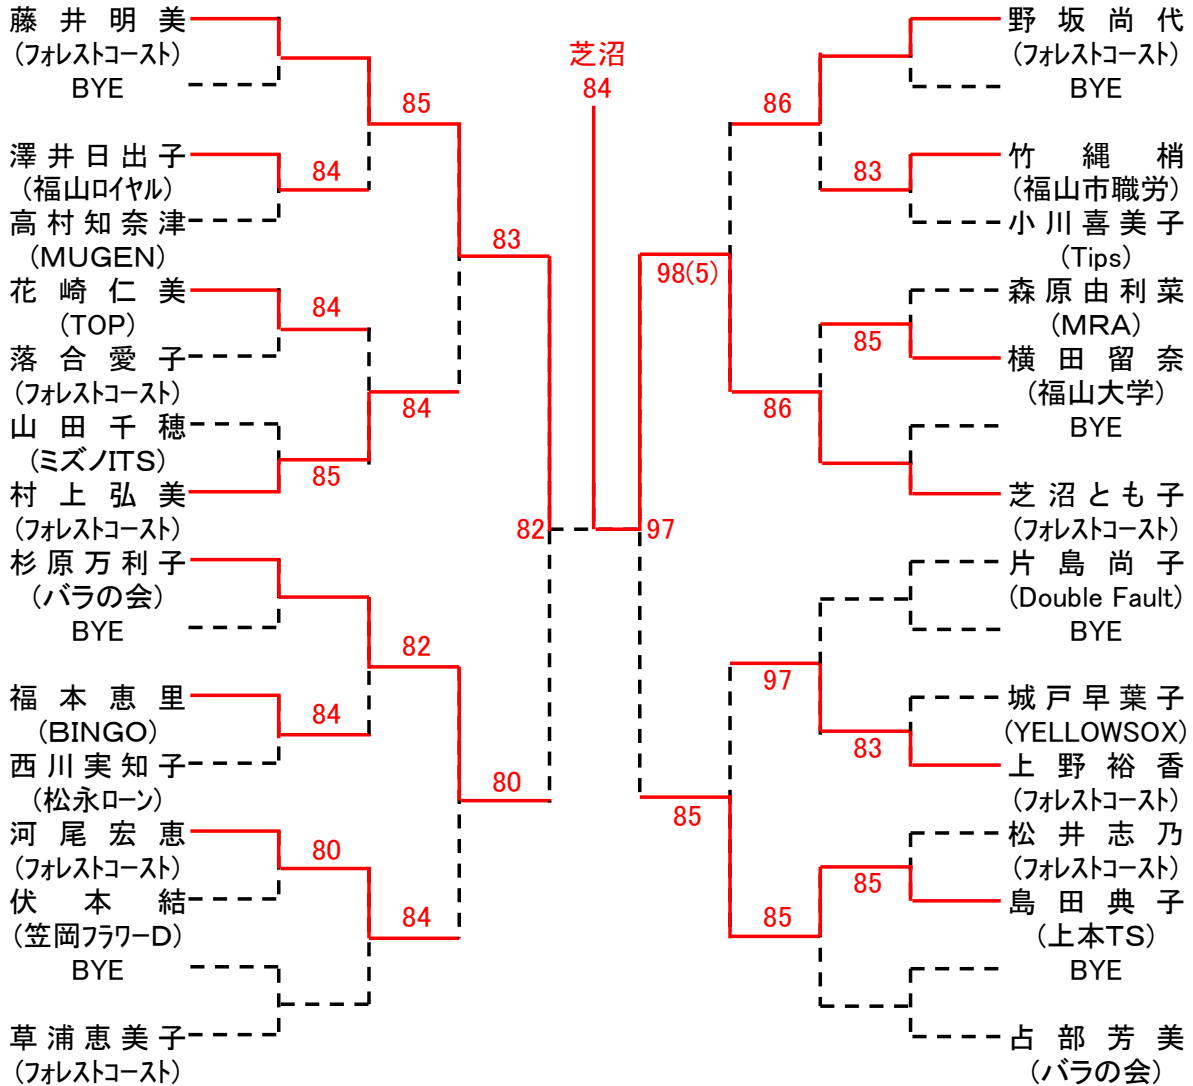 藤井明美
(フォレストコースト)
BYE
澤井日出子
(福山ロイヤル)
高村知奈津
(MUGEN)
花崎仁美
(TOP)
落合愛子
(フォレストコースト)
山田千穂
(ミズノITS)
村上弘美
(フォレストコースト)
杉原万利子
(バラの会)
BYE
福本恵里
(BINGO)
西川実知子
(松永ローン)
河尾宏恵
(フォレストコースト)
伏本結
(笠岡フラワーD)
BYE
草浦恵美子
(フォレストコースト)
84
84
85
84
80
85
84
82
84
83
80
82
芝沼
84
97
98(5)
85
86
86
97
85
83
85
83
85
野坂尚代
(フォレストコースト)
BYE
竹縄梢
(福山市職労)
小川喜美子
(Tips)
森原由利菜
(MRA)
横田留奈
(福山大学)
BYE
芝沼とも子
(フォレストコースト)
片島尚子
(Double Fault)
BYE
城戸早葉子
(YELLOWSOX)
上野裕香
(フォレストコースト)
松井志乃
(フォレストコースト)
島田典子
(上本TS)
BYE
占部芳美
(バラの会)